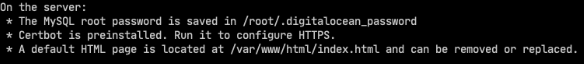 On the server:
* The MySQL root password is saved in /root/.digitalocean_password
* Certbot is preinstalled. Run it to configure HTTPS.
* A default HTML page is located at /var/www/html/index.html and can be removed or replaced.